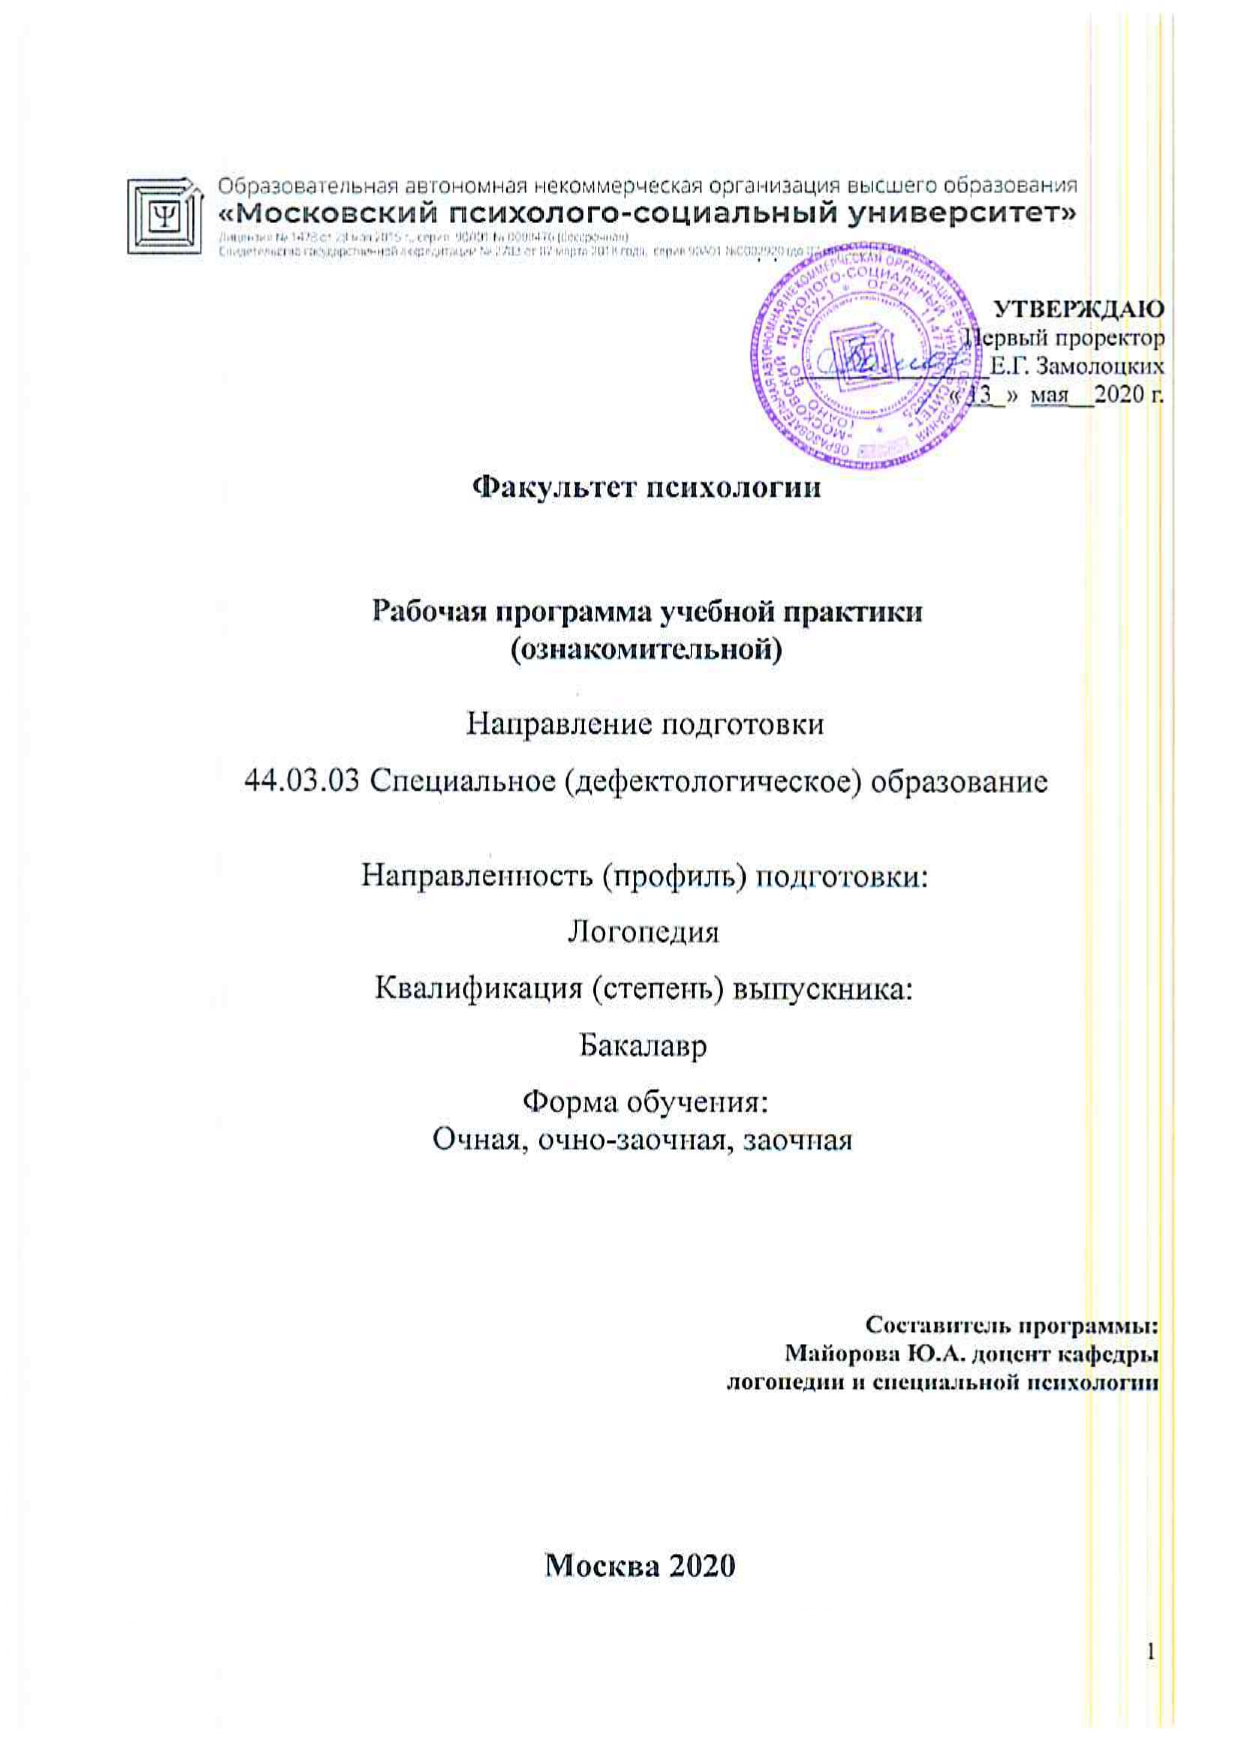 Образовательная автономная некоммерческая организация высшего образования
«Московский психолого-социальный университет»
УТВЕРЖДАЮ
Первый проректор
Е.Г. Замолоцких
« 13 » мая 2020 г.
Факультет психологии
Рабочая программа учебной практики
(ознакомительной)
Направление подготовки
44.03.03 Специальное (дефектологическое) образование
Направленность (профиль) подготовки:
Логопедия
Квалификация (степень) выпускника:
Бакалавр
Форма обучения:
Очная, очно-заочная, заочная
Составитель программы:
Майорова Ю.А. доцент кафедры
логопедии и специальной психологии
Москва 2020
1